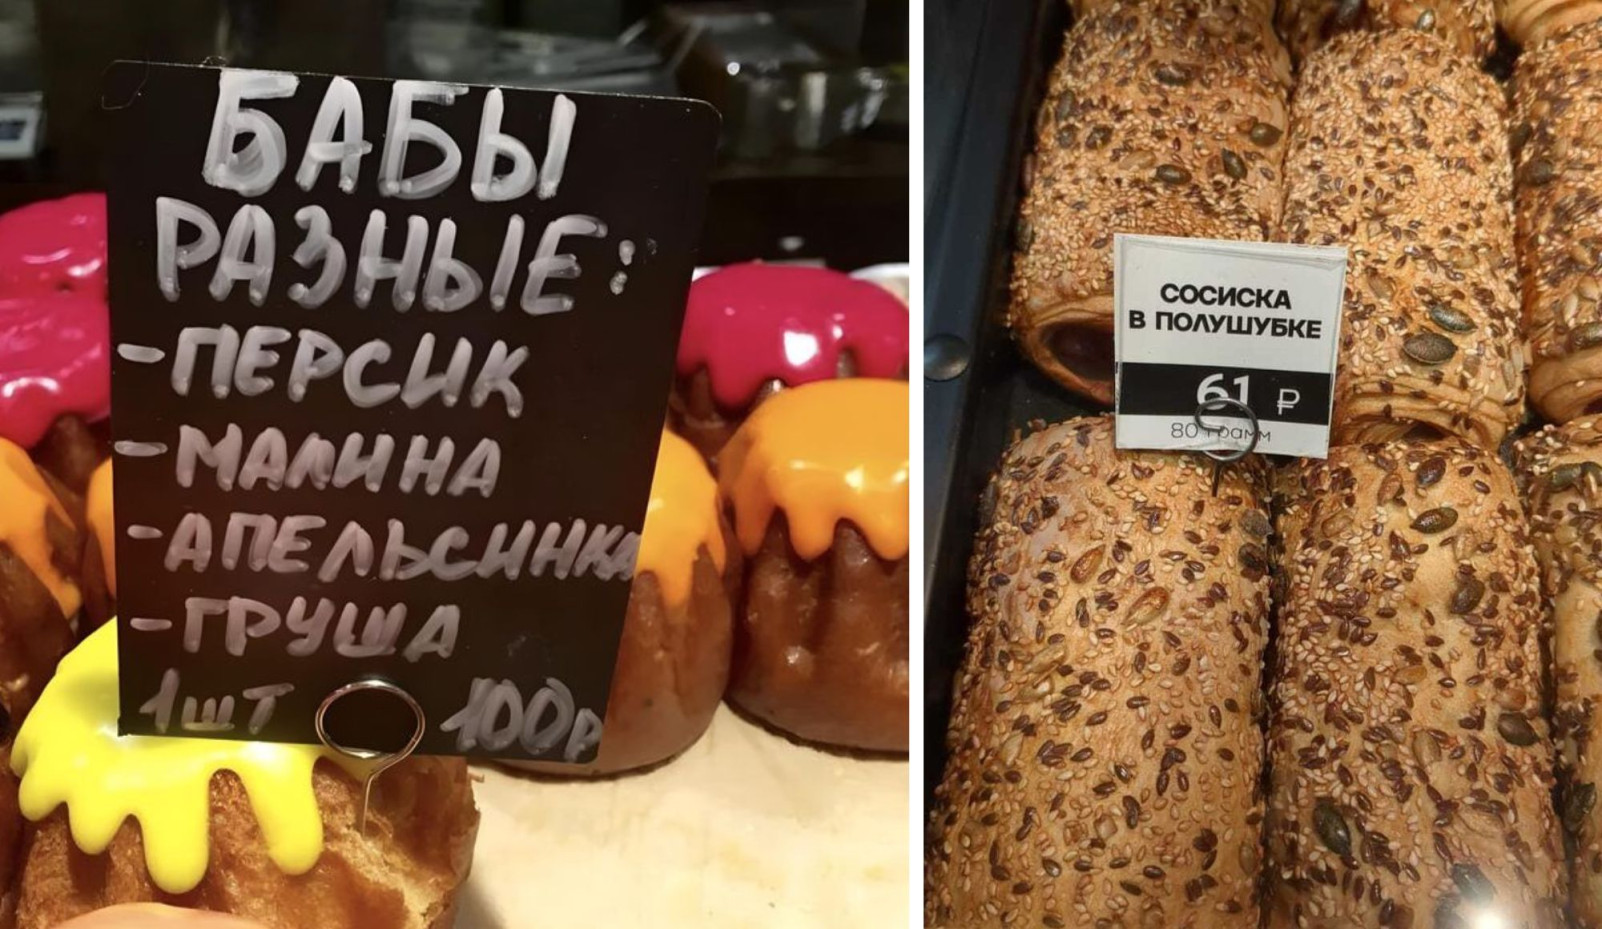 БАБЫ
РАЗНЫЕ:
-ПЕРСИК
-МАЛИНА
-АПЕЛЬСИНКА
-ГРУША
1шт 100р
СОСИСКА
В ПОЛУШУБКЕ
61 ₽
80 грамм